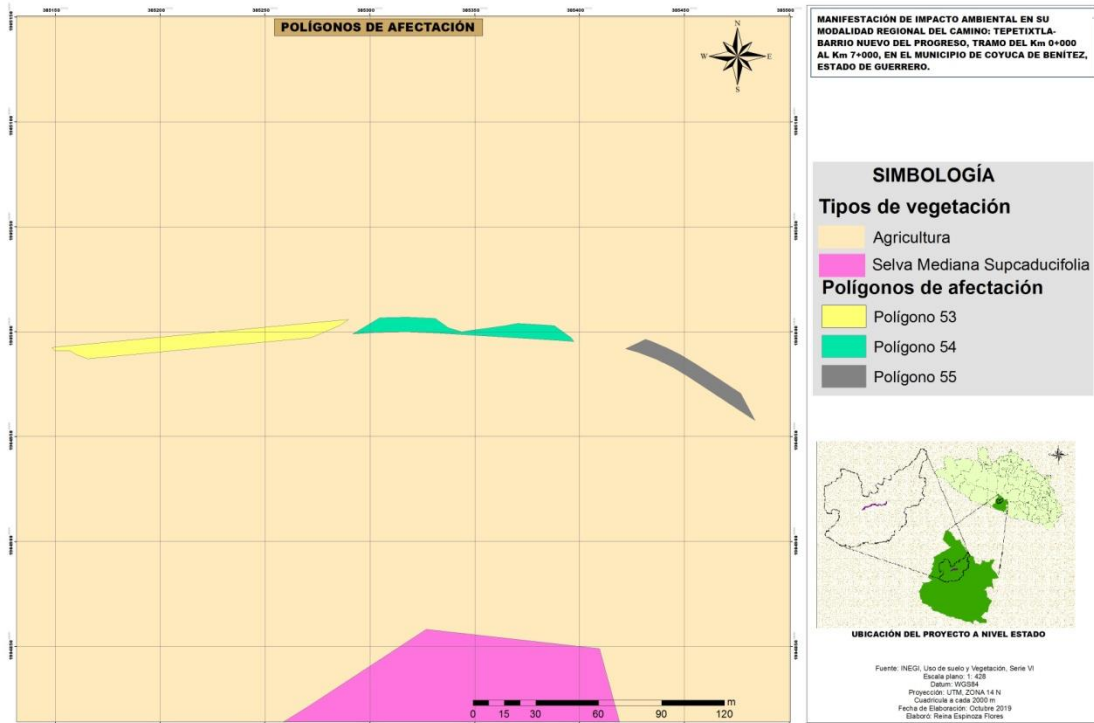 POLÍGONOS DE AFECTACIÓN
N
W
E
S
0 15 30 60 90 120
m
MANIFESTACIÓN DE IMPACTO AMBIENTAL EN SU
MODALIDAD REGIONAL DEL CAMINO: TEPETIXTLA-
BARRIO NUEVO DEL PROGRESO, TRAMO DEL Km 0+000
AL Km 7+000, EN EL MUNICIPIO DE COYUCA DE BENÍTEZ,
ESTADO DE GUERRERO.
SIMBOLOGÍA
Tipos de vegetación
Agricultura
Selva Mediana Supcaducifolia
Polígonos de afectación
Polígono 53
Polígono 54
Polígono 55
UBICACIÓN DEL PROYECTO A NIVEL ESTADO
Fuente: INEGI, Uso de suelo y Vegetación, Serie VI
Escala plano: 1: 428
Datum: WGS84
Proyección: UTM, ZONA 14 N
Cuadrícula a cada 2000 m
Fecha de Elaboración: Octubre 2019
Elaboró: Reina Espinoza Flores